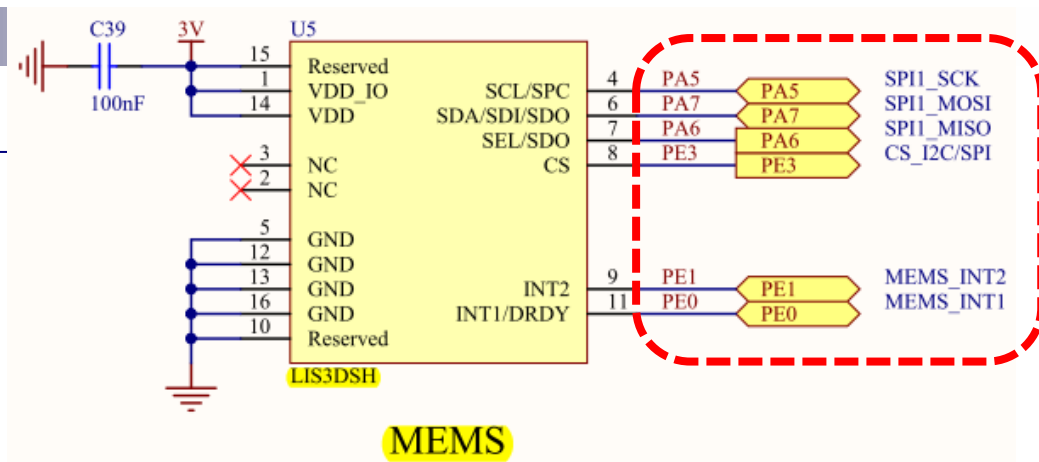 C39
3V
U5
100nF
15 Reserved
1 VDD_IO
14 VDD
3 NC
2 NC
5 GND
12 GND
13 GND
16 GND
10 Reserved
SCL/SPC 4 PA5 PA5 SPI1_SCK
SDA/SDI/SDO 6 PA7 PA7 SPI1_MOSI
SEL/SDO 7 PA6 PA6 SPI1_MISO
CS 8 PE3 PE3 CS_I2C/SPI
INT2 9 PE1 PE1 MEMS_INT2
INT1/DRDY 11 PE0 PE0 MEMS_INT1
LIS3DSH
MEMS